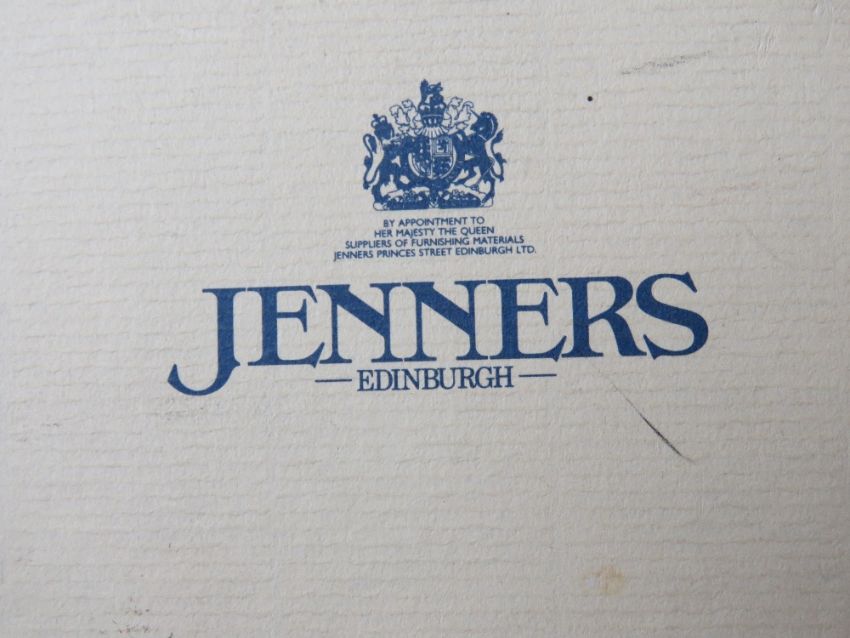 BY APPOINTMENT TO
HER MAJESTY THE QUEEN
SUPPLIERS OF FURNISHING MATERIALS
JENNERS PRINCES STREET EDINBURGH LTD.
JENNERS
EDINBURGH